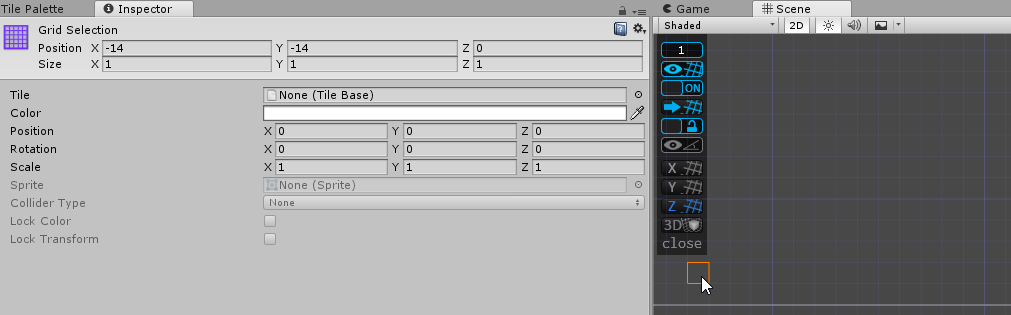 Tile Palette Inspector
Grid Selection
Position X -14 Y -14 Z 0
Size X 1 Y 1 Z 1
Tile None (Tile Base)
Color
Position X 0 Y 0 Z 0
Rotation X 0 Y 0 Z 0
Scale X 1 Y 1 Z 1
Sprite None (Sprite)
Collider Type None
Lock Color
Lock Transform
Game Scene
Shaded 2D
1
ON
X
Y
Z
3D
close